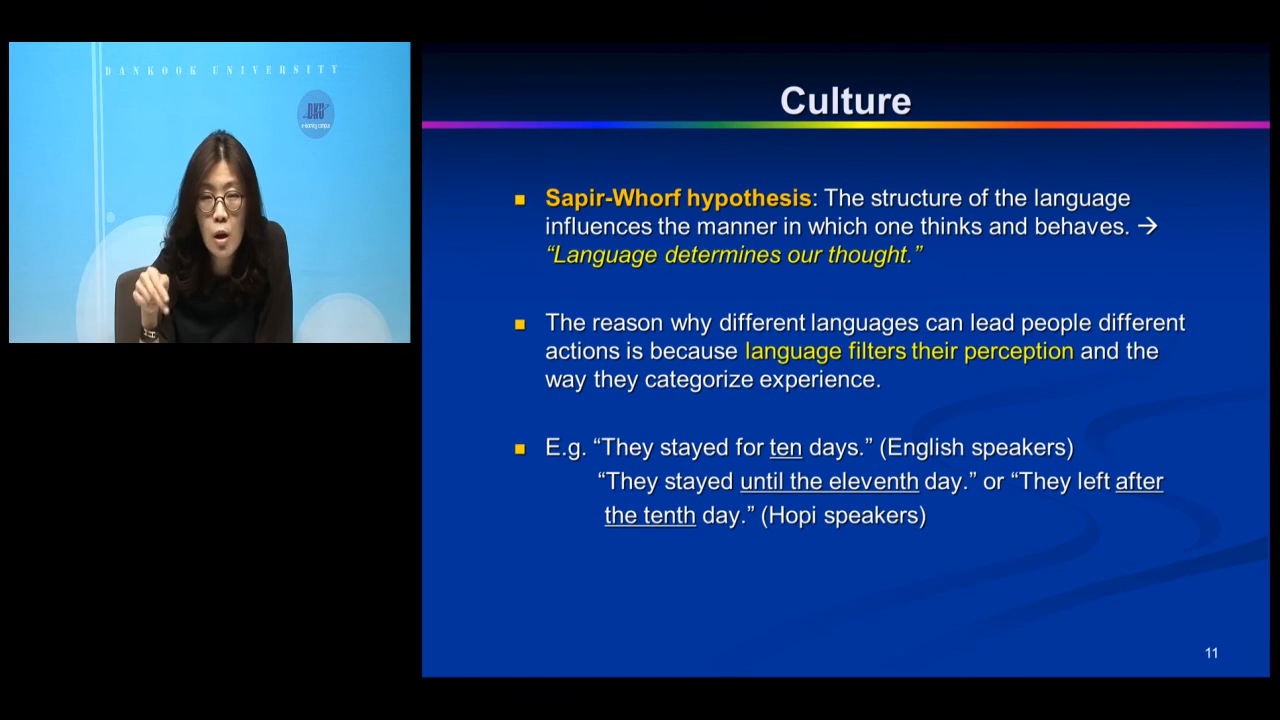 DANKOOK UNIVERSITY
DKU
e-learning campus
Culture
Sapir-Whorf hypothesis: The structure of the language
influences the manner in which one thinks and behaves. →
“Language determines our thought.”
The reason why different languages can lead people different
actions is because language filters their perception and the
way they categorize experience.
E.g. “They stayed for ten days.” (English speakers)
“They stayed until the eleventh day.” or “They left after
the tenth day.” (Hopi speakers)
11